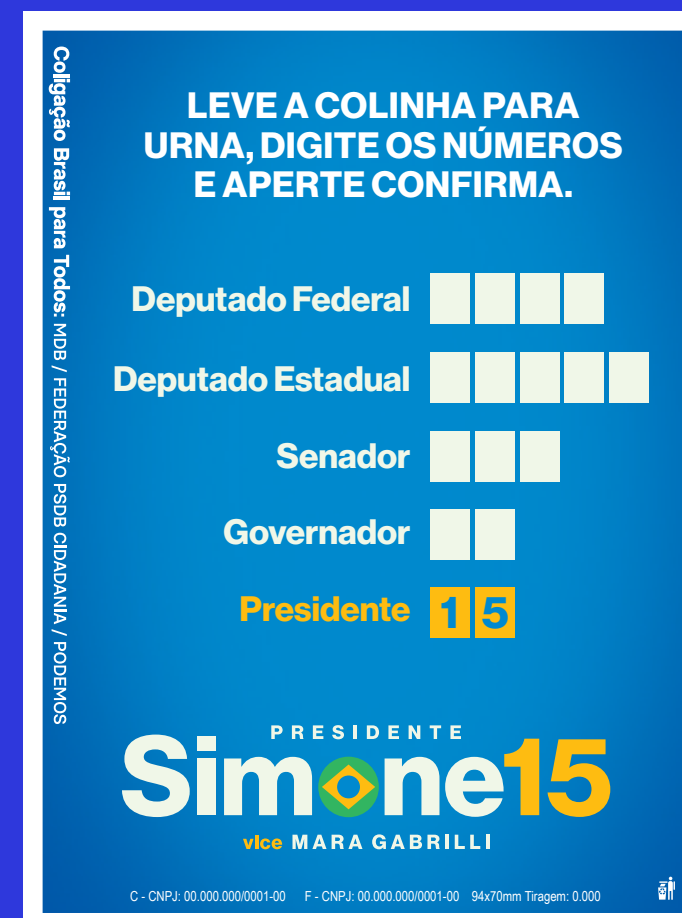 Coligação Brasil para Todos: MDB / FEDERAÇÃO PSDB CIDADANIA / PODEMOS
LEVE A COLINHA PARA
URNA, DIGITE OS NÚMEROS
E APERTE CONFIRMA.
Deputado Federal
Deputado Estadual
Senador
Governador
Presidente 15
PRESIDENTE
Simone15
vice MARA GABRILLI
C - CNPJ: 00.000.000/0001-00 F - CNPJ: 00.000.000/0001-00 94x70mm Tiragem: 0.000